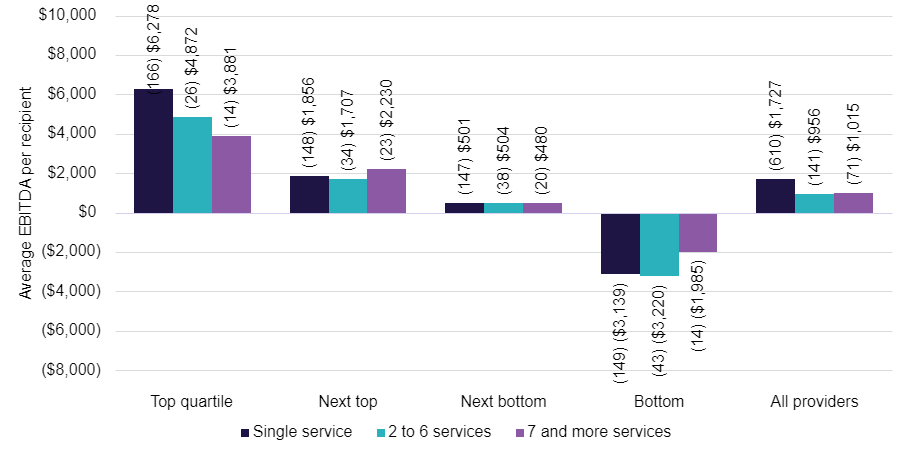 Average EBITDA per recipient
$10,000
$8,000
$6,000
$4,000
$2,000
$0
($2,000)
($4,000)
($6,000)
($8,000)
(166) $6,278
(26) $4,872
(14) $3,881
(148) $1,856
(34) $1,707
(23) $2,230
(147) $501
(38) $504
(20) $480
(149) ($3,139)
(43) ($3,220)
(14) ($1,985)
(610) $1,727
(141) $956
(71) $1,015
Top quartile
Next top
Next bottom
Bottom
All providers
Single service
2 to 6 services
7 and more services